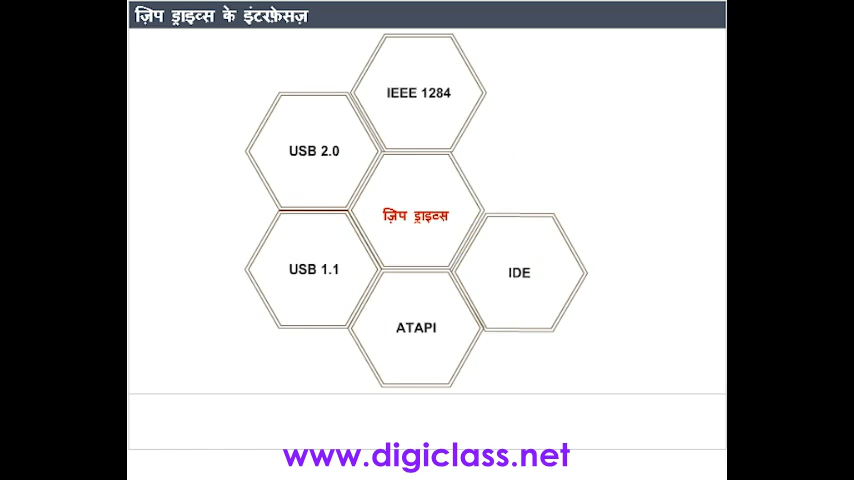 ज़िप ड्राइव्स के इंटरफ़ेसज़
IEEE 1284
USB 2.0
ज़िप ड्राइव्स
USB 1.1
IDE
ATAPI
www.digiclass.net